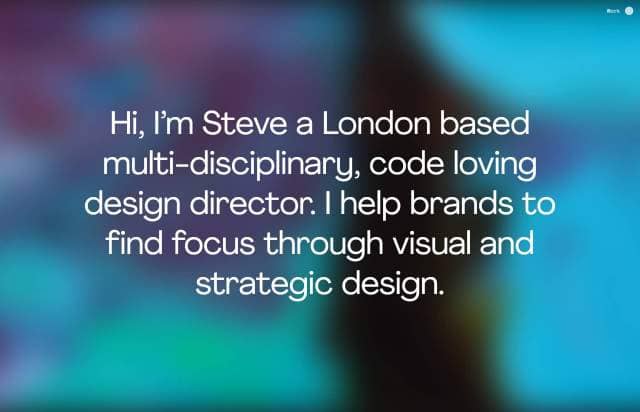 Work
Hi, I’m Steve a London based
multi-disciplinary, code loving
design director. I help brands to
find focus through visual and
strategic design.